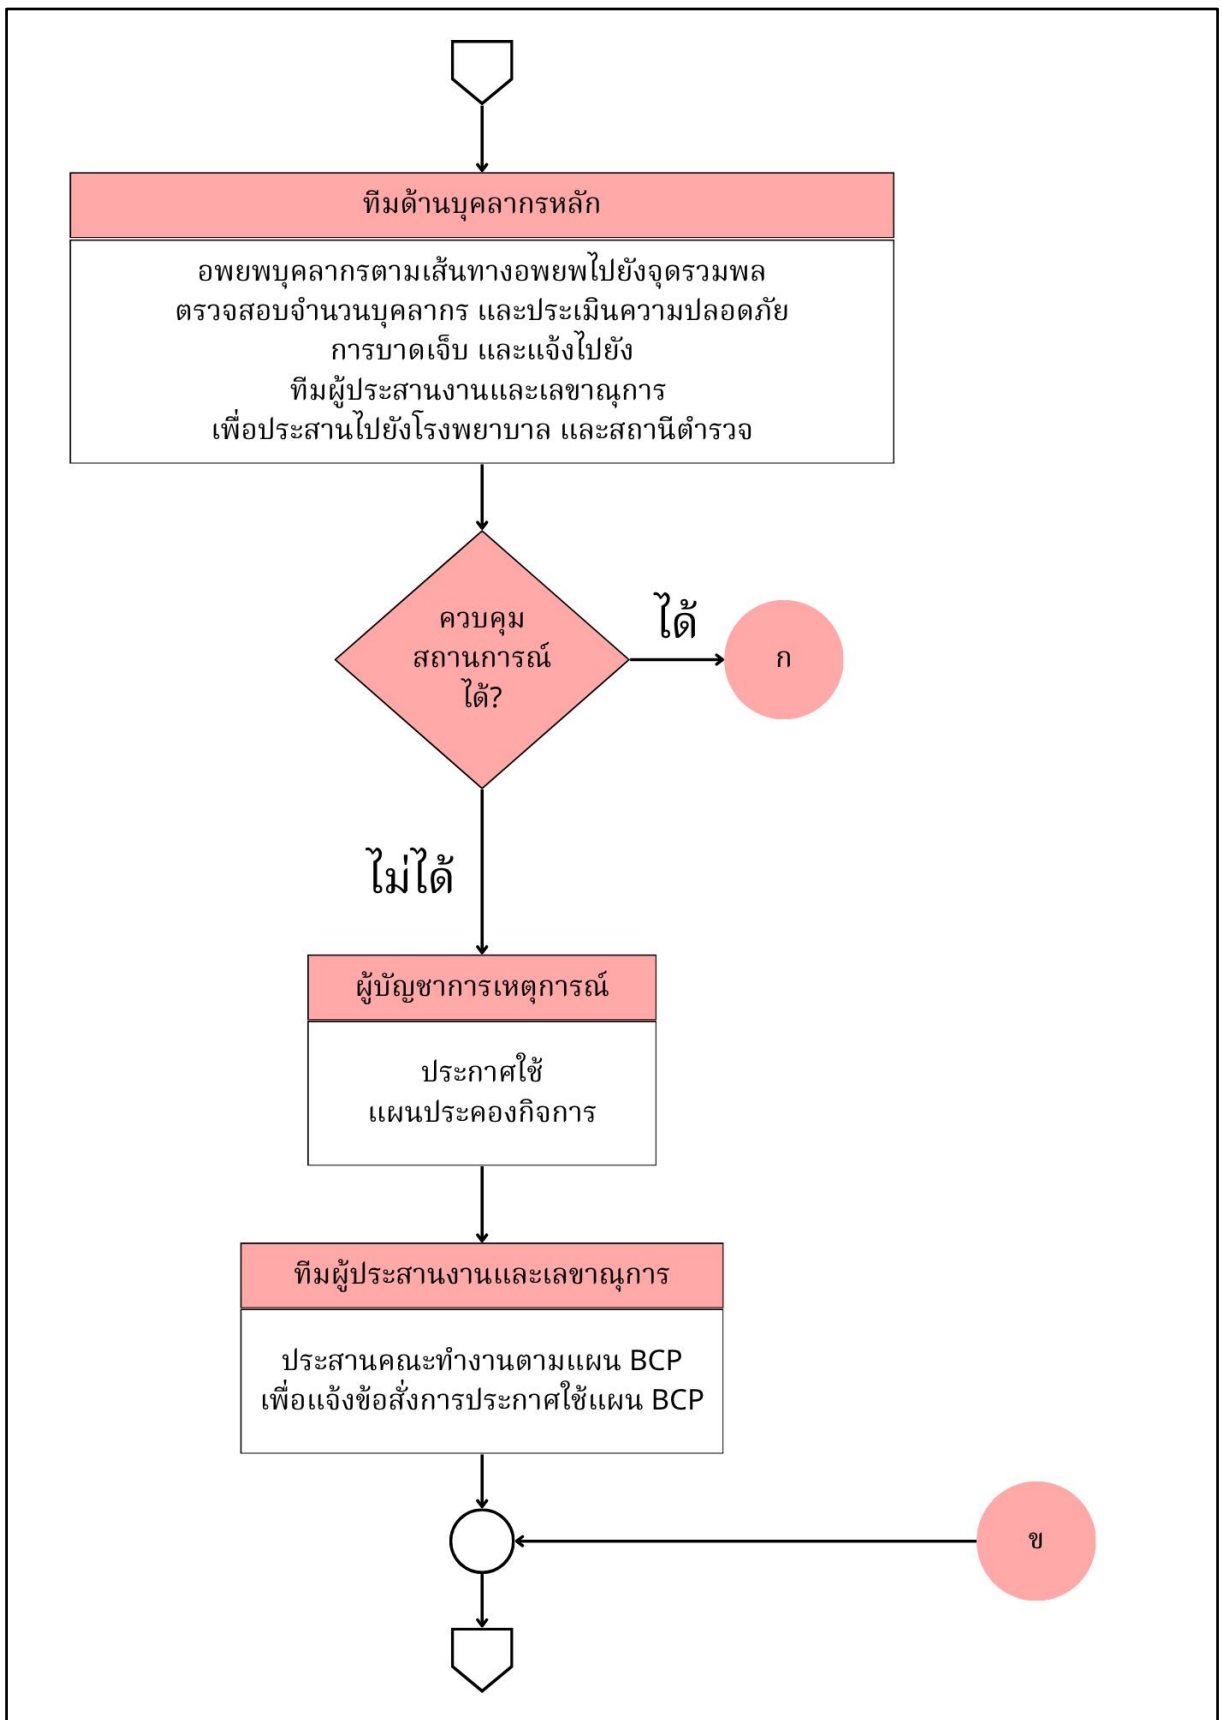 ทีมด้านบุคลากรหลัก
อพยพบุคลากรตามเส้นทางอพยพไปยังจุดรวมพล
ตรวจสอบจำนวนบุคลากร และประเมินความปลอดภัย
การบาดเจ็บ และแจ้งไปยัง
ทีมผู้ประสานงานและเลขาณุการ
เพื่อประสานไปยังโรงพยาบาล และสถานีตำรวจ
ควบคุม
สถานการณ์
ได้?
ได้
ก
ไม่ได้
ผู้บัญชาการเหตุการณ์
ประกาศใช้
แผนประคองกิจการ
ทีมผู้ประสานงานและเลขาณุการ
ประสานคณะทำงานตามแผน BCP
เพื่อแจ้งข้อสั่งการประกาศใช้แผน BCP
ข